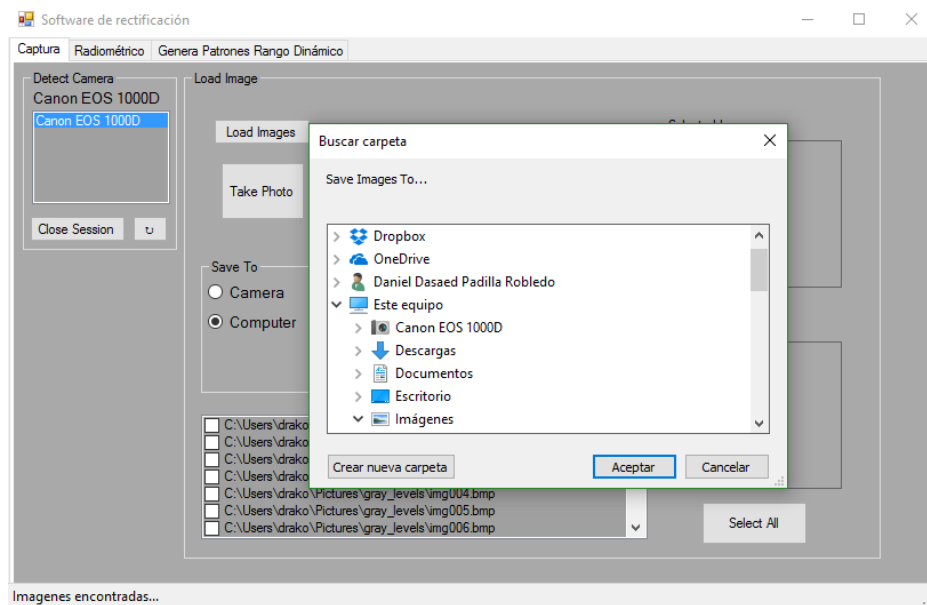 Software de rectificación
Captura Radiométrico Genera Patrones Rango Dinámico
Detect Camera
Canon EOS 1000D
Canon EOS 1000D
Close Session
Load Image
Load Images
Take Photo
Save To
Camera
Computer
Buscar carpeta
Save Images To...
Dropbox
OneDrive
Daniel Dasaed Padilla Robledo
Este equipo
Canon EOS 1000D
Descargas
Documentos
Escritorio
Imágenes
Crear nueva carpeta Aceptar Cancelar
C:\Users\drako
C:\Users\drako
C:\Users\drako
C:\Users\drako
C:\Users\drako\Pictures\gray_levels\img004.bmp
C:\Users\drako\Pictures\gray_levels\img005.bmp
C:\Users\drako\Pictures\gray_levels\img006.bmp
Select All
Imagenes encontradas...